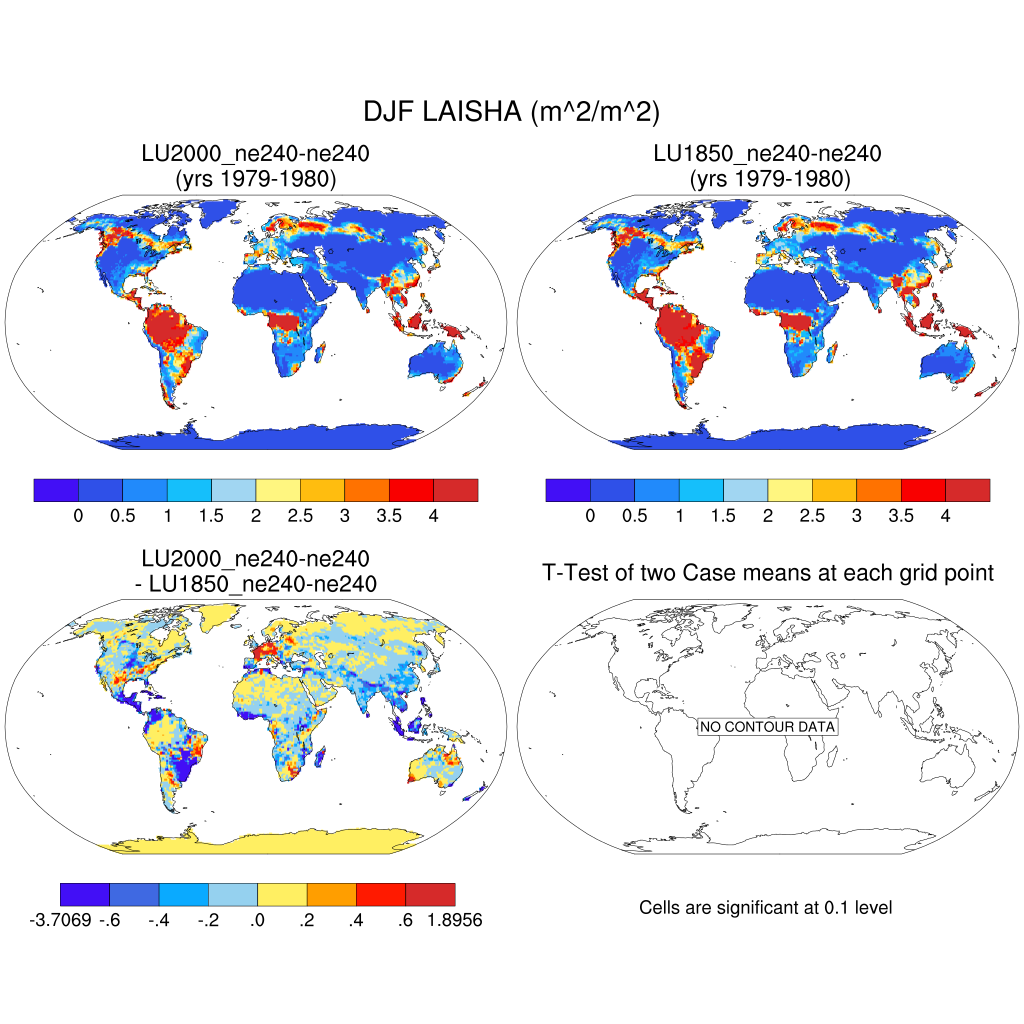 DJF LAISHA (m^2/m^2)
LU2000_ne240-ne240
(yrs 1979-1980)
LU1850_ne240-ne240
(yrs 1979-1980)
0 0.5 1 1.5 2 2.5 3 3.5 4
0 0.5 1 1.5 2 2.5 3 3.5 4
LU2000_ne240-ne240
- LU1850_ne240-ne240
T-Test of two Case means at each grid point
NO CONTOUR DATA
-3.7069 -.6 -.4 -.2 .0 .2 .4 .6 1.8956
Cells are significant at 0.1 level